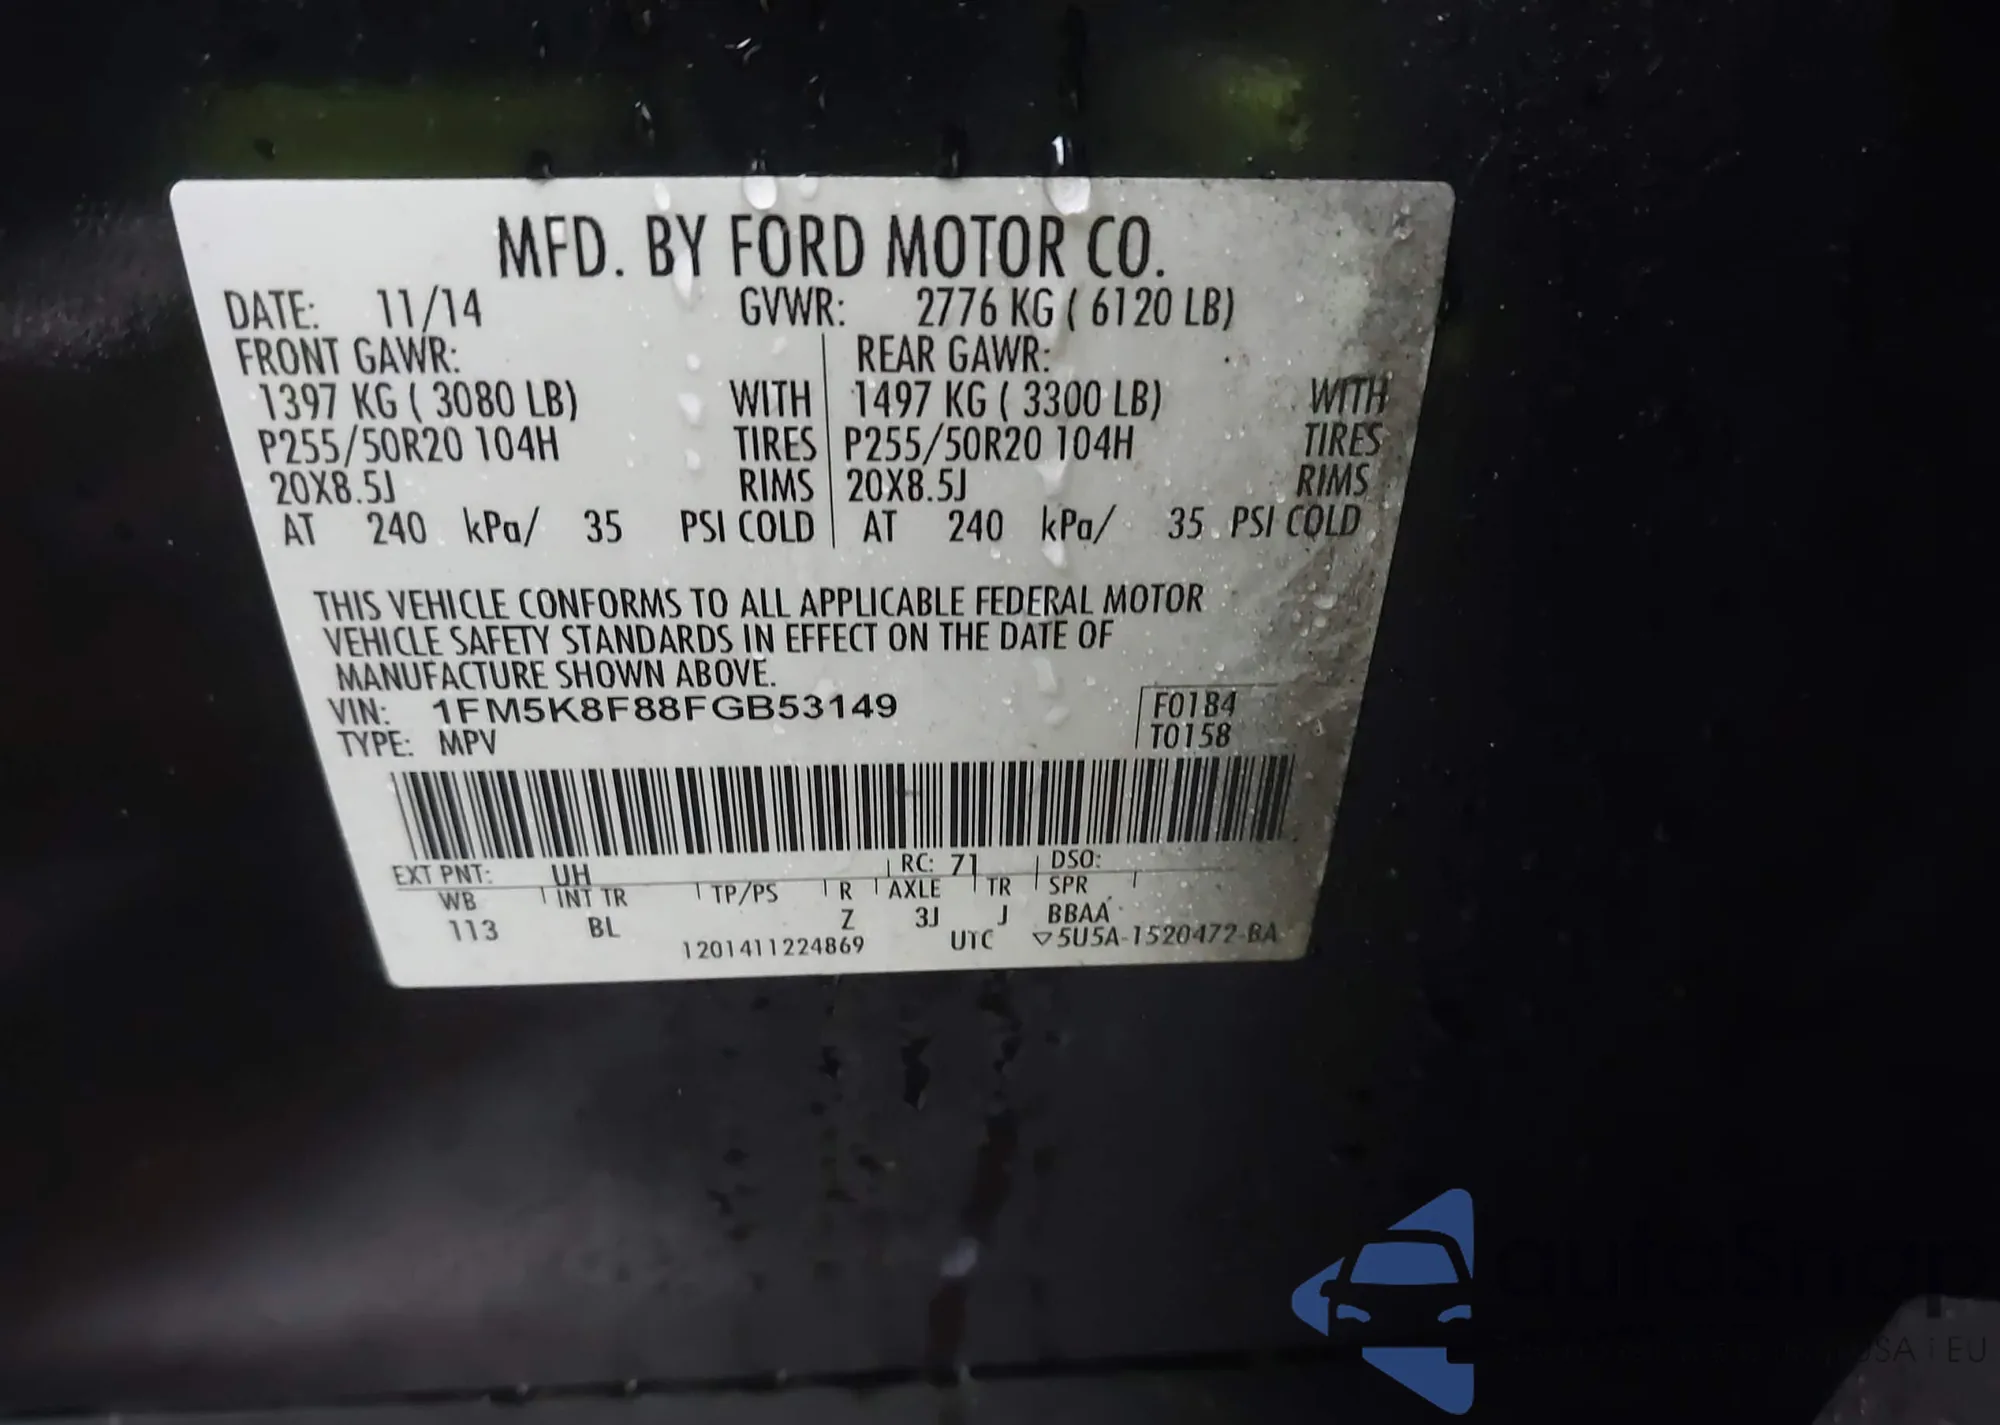 MFD. BY FORD MOTOR CO.
DATE: 11/14 GVWR: 2776 KG ( 6120 LB)
FRONT GAWR: REAR GAWR:
1397 KG ( 3080 LB) WITH 1497 KG ( 3300 LB) WITH
P255/50R20 104H TIRES P255/50R20 104H TIRES
20X8.5J RIMS 20X8.5J RIMS
AT 240 kPa/ 35 PSI COLD AT 240 kPa/ 35 PSI COLD
THIS VEHICLE CONFORMS TO ALL APPLICABLE FEDERAL MOTOR
VEHICLE SAFETY STANDARDS IN EFFECT ON THE DATE OF
MANUFACTURE SHOWN ABOVE.
VIN: 1FM5K8F88FGB53149 F0184
TYPE: MPV T0158
EXT PNT: UH RC: 71 DSO:
WB INT TR TP/PS R AXLE TR SPR
113 BL Z 3J J BBAA
1201411224869 UTC ▽5U5A-1520472-BA
USA | EU